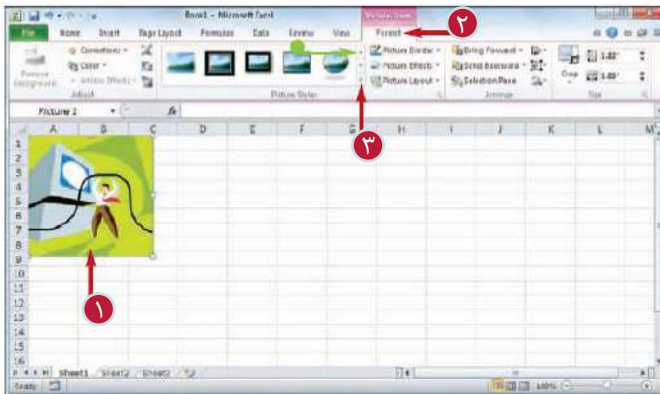 Book1 - Microsoft Excel
Picture Tools
File Home Insert Page Layout Formulas Data Review View Format
٢
Corrections Picture Border Bring Forward
Remove Background Color Picture Effects Send Backward Crop 1.48"
Artistic Effects Picture Layout Selection Pane
Adjust Picture Styles Arrange Size
٣
Picture 2 fx
A B C D E F G H I J K L M
1
2
3
4
5
6
7
8
9
10
11
12
13
14
15
16
١
Sheet1 Sheet2 Sheet3
Ready 100%